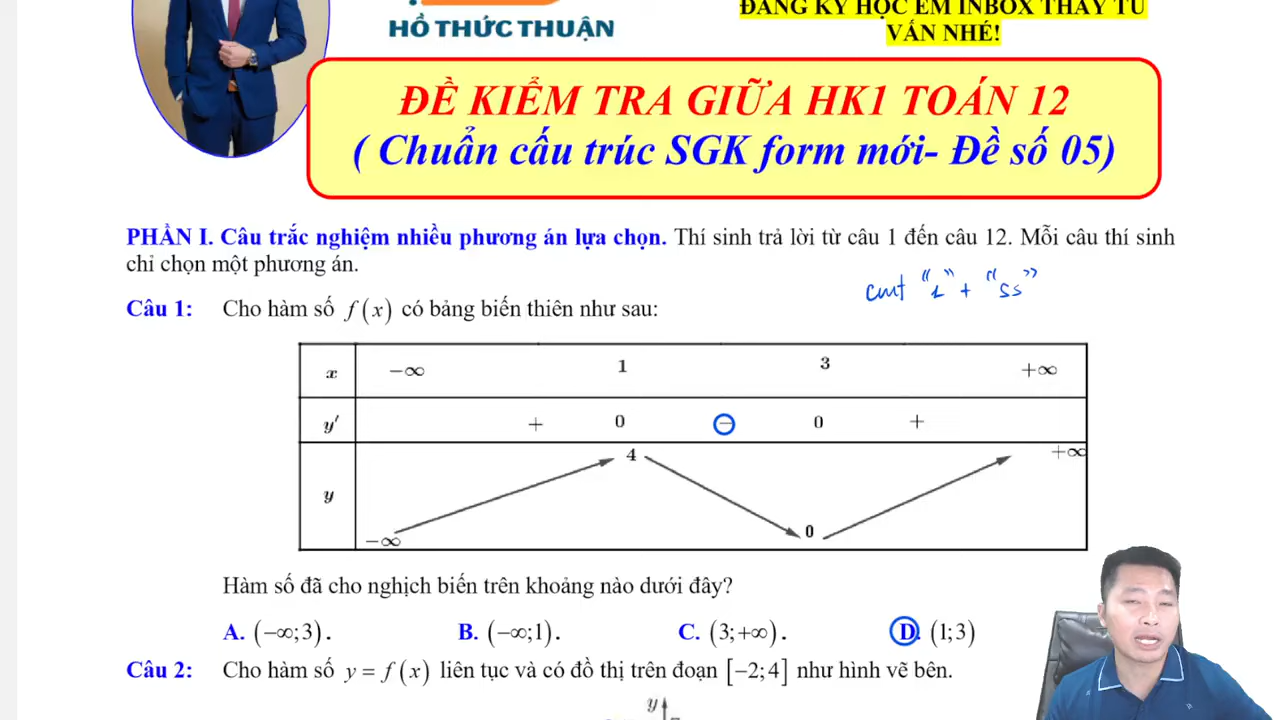 ĐĂNG KÝ HỌC EM INBOX THẦY TƯ
VẤN NHÉ!
HỒ THỨC THUẬN
ĐỀ KIỂM TRA GIỮA HK1 TOÁN 12
( Chuẩn cấu trúc SGK form mới- Đề số 05)
PHẦN I. Câu trắc nghiệm nhiều phương án lựa chọn. Thí sinh trả lời từ câu 1 đến câu 12. Mỗi câu thí sinh
chỉ chọn một phương án.
cmt "1" + "ss"
Câu 1: Cho hàm số f(x) có bảng biến thiên như sau:
x −∞ 1 3 +∞
y' + 0 − 0 +
y −∞ 4 0 +∞
Hàm số đã cho nghịch biến trên khoảng nào dưới đây?
A. (−∞;3). B. (−∞;1). C. (3;+∞). D. (1;3)
Câu 2: Cho hàm số y = f(x) liên tục và có đồ thị trên đoạn [−2;4] như hình vẽ bên.
y